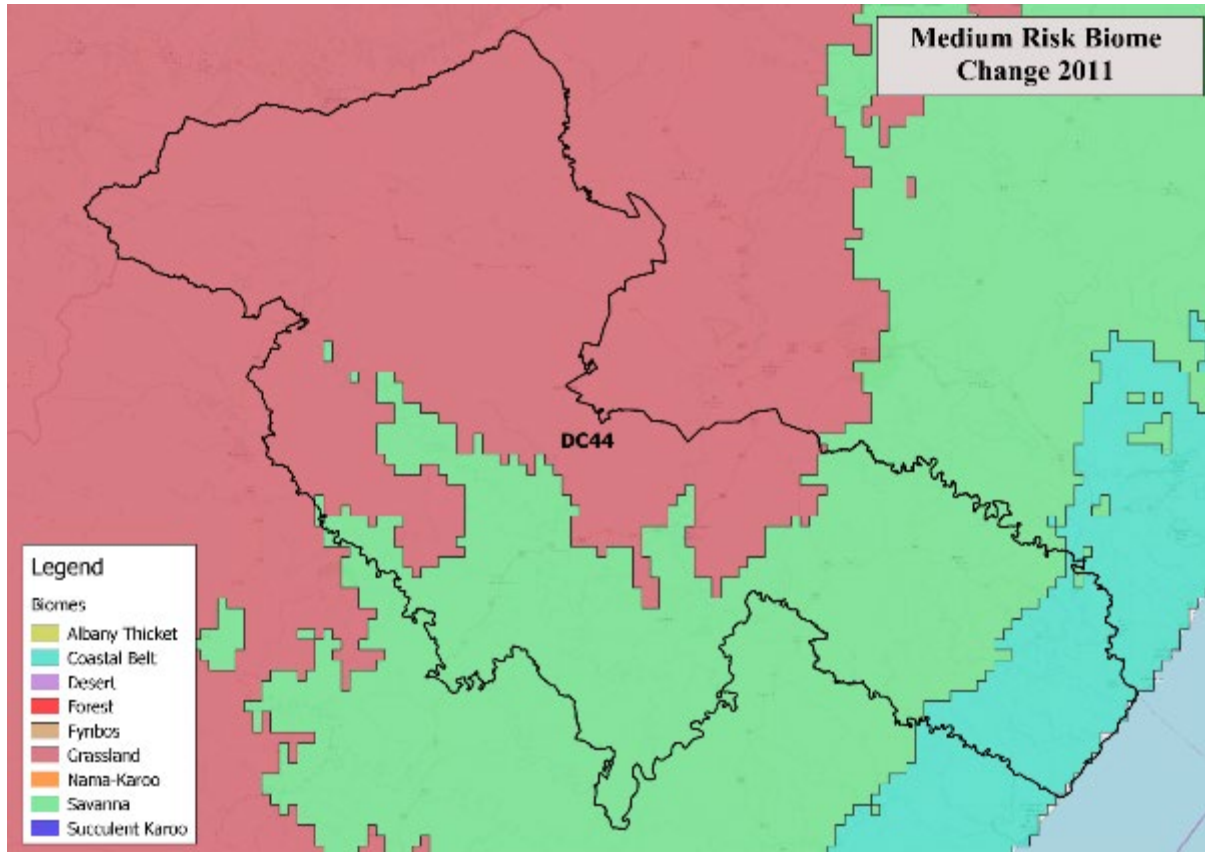 Medium Risk Biome
Change 2011
DC44
Legend
Biomes
Albany Thicket
Coastal Belt
Desert
Forest
Fynbos
Grassland
Nama-Karoo
Savanna
Succulent Karoo